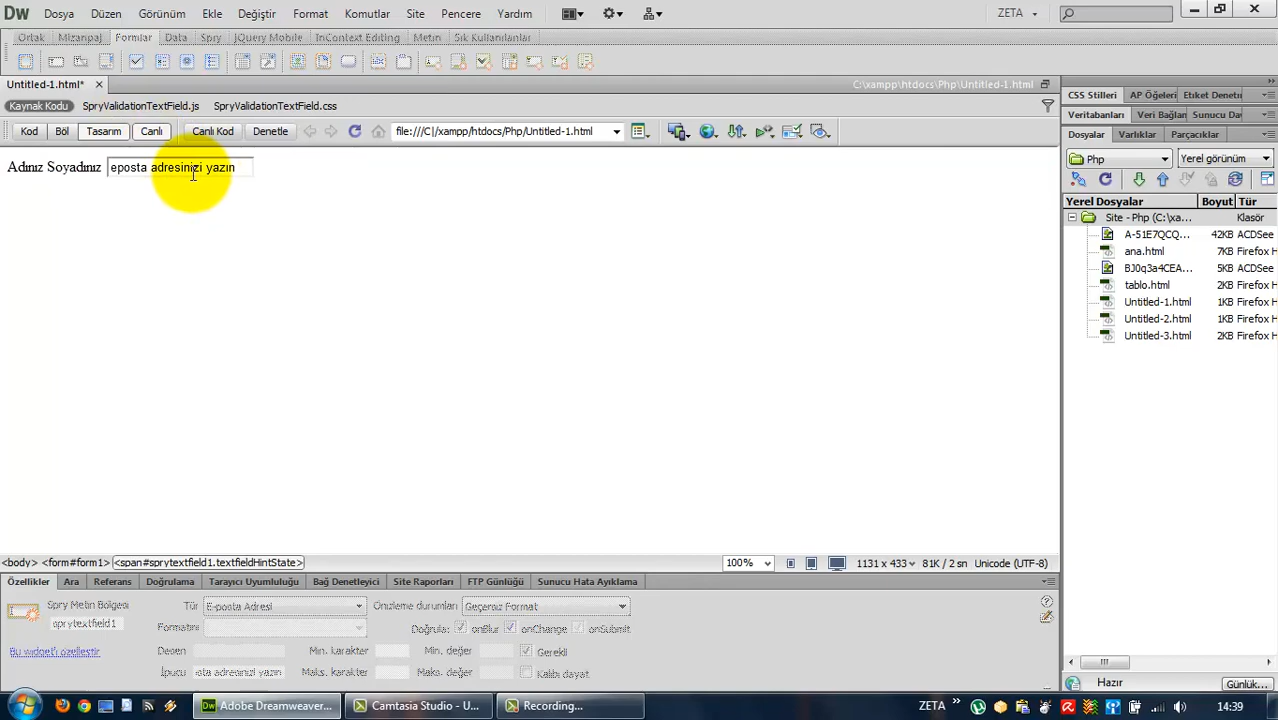 Dw Dosya Düzen Görünüm Ekle Değiştir Format Komutlar Site Pencere Yardım ZETA
Ortak Mizanpaj Formlar Data Spry jQuery Mobile InContext Editing Metin Sık Kullanılanlar
Untitled-1.html* C:\xampp\htdocs\Php\Untitled-1.html
Kaynak Kodu SpryValidationTextField.js SpryValidationTextField.css
Kod Böl Tasarım Canlı Canlı Kod Denetle file:///C|/xampp/htdocs/Php/Untitled-1.html
Adınız Soyadınız eposta adresinizi yazın
CSS Stilleri AP Öğeleri Etiket Denetimi
Veritabanları Veri Bağlan Sunucu Da
Dosyalar Varlıklar Parçacıklar
Php Yerel görünüm
Yerel Dosyalar Boyut Tür
Site - Php (C:\xa... Klasör
A-51E7QCQ... 42KB ACDSee
ana.html 7KB Firefox H
BJ0q3a4CEA... 5KB ACDSee
tablo.html 2KB Firefox H
Untitled-1.html 1KB Firefox H
Untitled-2.html 1KB Firefox H
Untitled-3.html 2KB Firefox H
<body> <form#form1> <span#sprytextfield1.textfieldHintState> 100% 1131 x 433 81K / 2 sn Unicode (UTF-8)
Özellikler Ara Referans Doğrulama Tarayıcı Uyumluluğu Bağ Denetleyici Site Raporları FTP Günlüğü Sunucu Hata Ayıklama
Spry Metin Bölgesi Tür E-posta Adresi Önizleme durumları Geçersiz Format
sprytextfield1 Formatını Doğrula: onBlur onChange onSubmit
Bu widget'ı özelleştir Desen Min. karakter Min. değer Gerekli
İpucu sta adresinizi yazın Maks. karakter Maks. değer Kalıbı dayat
Hazır Günlük...
Adobe Dreamweaver... Camtasia Studio - U... Recording... ZETA » 14:39